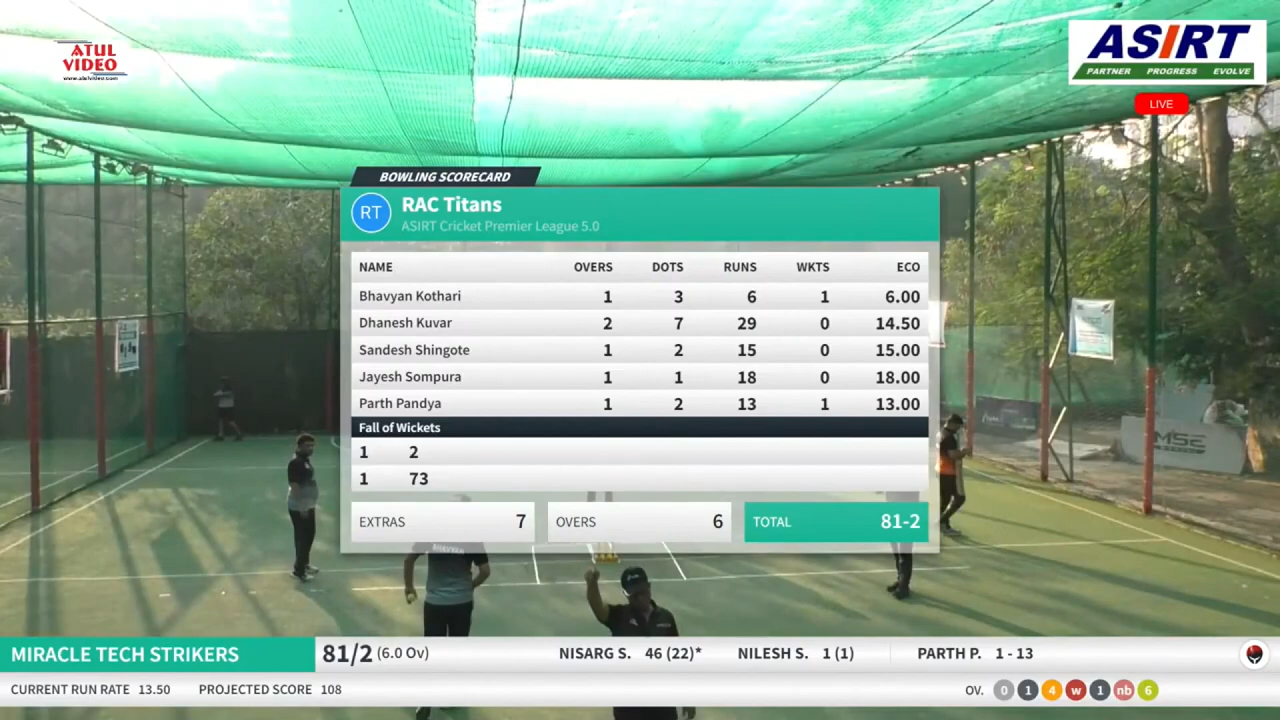 ATUL
VIDEO
www.atulvideo.com
ASIRT
PARTNER PROGRESS EVOLVE
LIVE
BOWLING SCORECARD
RT
RAC Titans
ASIRT Cricket Premier League 5.0
NAME OVERS DOTS RUNS WKTS ECO
Bhavyan Kothari 1 3 6 1 6.00
Dhanesh Kuvar 2 7 29 0 14.50
Sandesh Shingote 1 2 15 0 15.00
Jayesh Sompura 1 1 18 0 18.00
Parth Pandya 1 2 13 1 13.00
Fall of Wickets
1 2
1 73
EXTRAS 7 OVERS 6 TOTAL 81-2
MSE
BHAVYAN
MIRACLE TECH STRIKERS 81/2 (6.0 Ov) NISARG S. 46 (22)* NILESH S. 1 (1) PARTH P. 1 - 13
CURRENT RUN RATE 13.50 PROJECTED SCORE 108 OV. 0 1 4 w 1 nb 6